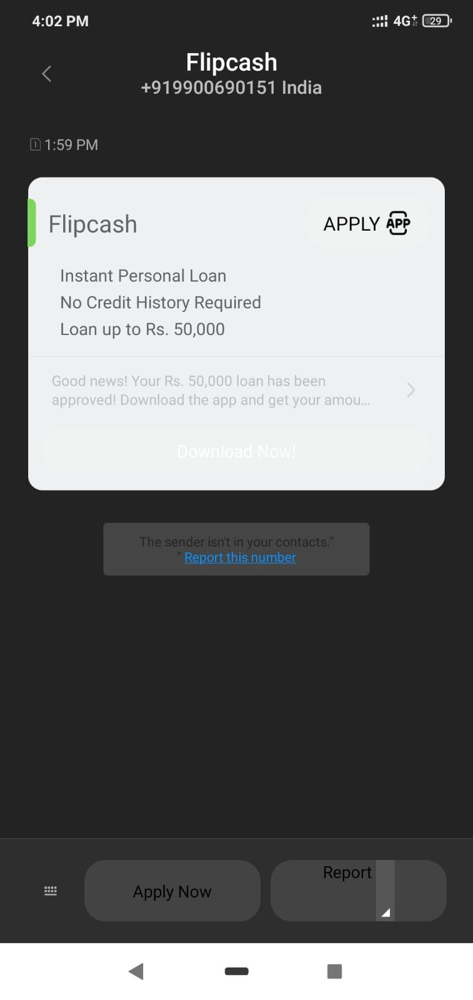 4:02 PM
4G+ 29
Flipcash
+919900690151 India
1 1:59 PM
Flipcash
APPLY APP
Instant Personal Loan
No Credit History Required
Loan up to Rs. 50,000
Good news! Your Rs. 50,000 loan has been
approved! Download the app and get your amou...
Download Now!
The sender isn't in your contacts."
" Report this number
Apply Now
Report